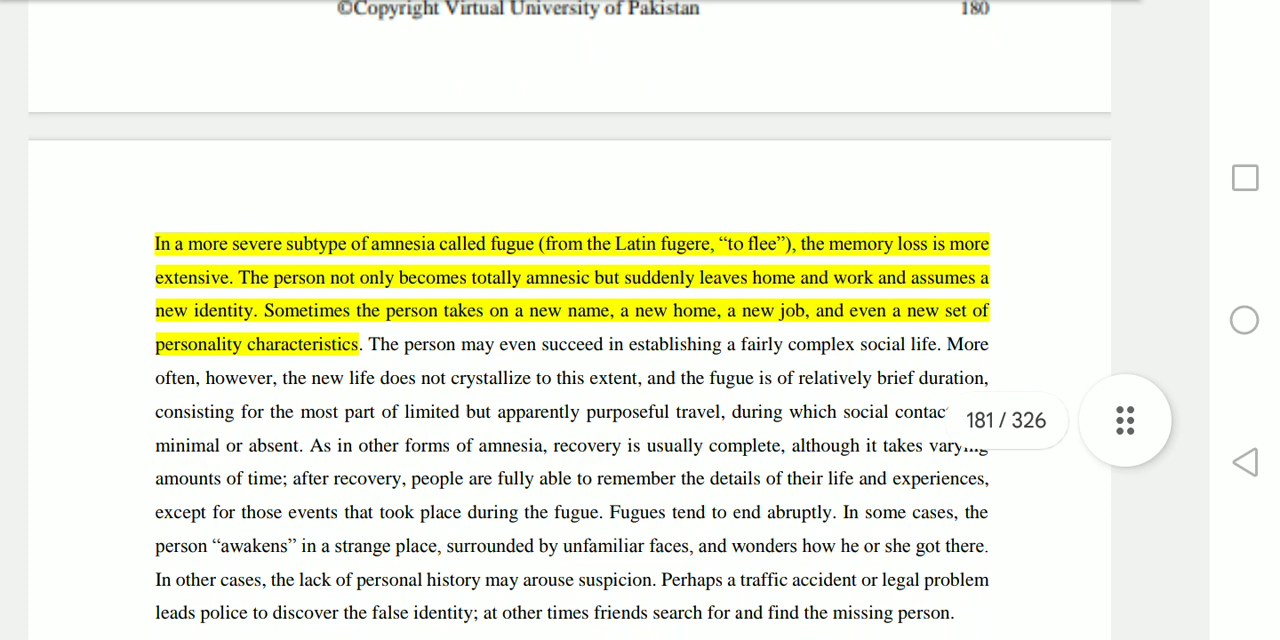 ©Copyright Virtual University of Pakistan 180
In a more severe subtype of amnesia called fugue (from the Latin fugere, “to flee”), the memory loss is more
extensive. The person not only becomes totally amnesic but suddenly leaves home and work and assumes a
new identity. Sometimes the person takes on a new name, a new home, a new job, and even a new set of
personality characteristics. The person may even succeed in establishing a fairly complex social life. More
often, however, the new life does not crystallize to this extent, and the fugue is of relatively brief duration,
consisting for the most part of limited but apparently purposeful travel, during which social contac
181 / 326
minimal or absent. As in other forms of amnesia, recovery is usually complete, although it takes
amounts of time; after recovery, people are fully able to remember the details of their life and experiences,
except for those events that took place during the fugue. Fugues tend to end abruptly. In some cases, the
person “awakens” in a strange place, surrounded by unfamiliar faces, and wonders how he or she got there.
In other cases, the lack of personal history may arouse suspicion. Perhaps a traffic accident or legal problem
leads police to discover the false identity; at other times friends search for and find the missing person.